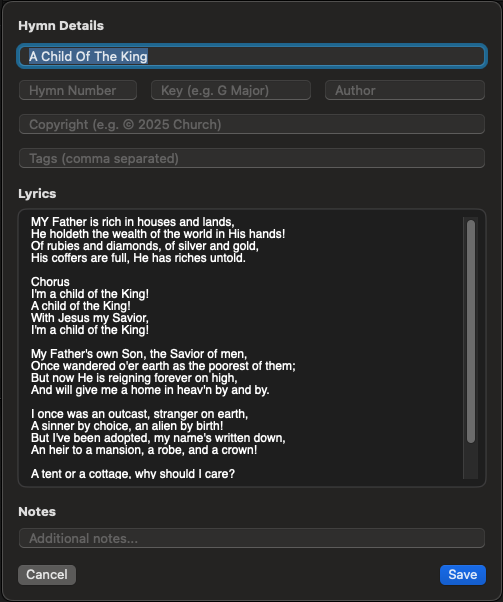 Hymn Details
A Child Of The King
Hymn Number
Key (e.g. G Major)
Author
Copyright (e.g. © 2025 Church)
Tags (comma separated)
Lyrics
MY Father is rich in houses and lands,
He holdeth the wealth of the world in His hands!
Of rubies and diamonds, of silver and gold,
His coffers are full, He has riches untold.
Chorus
I'm a child of the King!
A child of the King!
With Jesus my Savior,
I'm a child of the King!
My Father's own Son, the Savior of men,
Once wandered o'er earth as the poorest of them;
But now He is reigning forever on high,
And will give me a home in heav'n by and by.
I once was an outcast, stranger on earth,
A sinner by choice, an alien by birth!
But I've been adopted, my name's written down,
An heir to a mansion, a robe, and a crown!
A tent or a cottage, why should I care?
Notes
Additional notes...
Cancel
Save